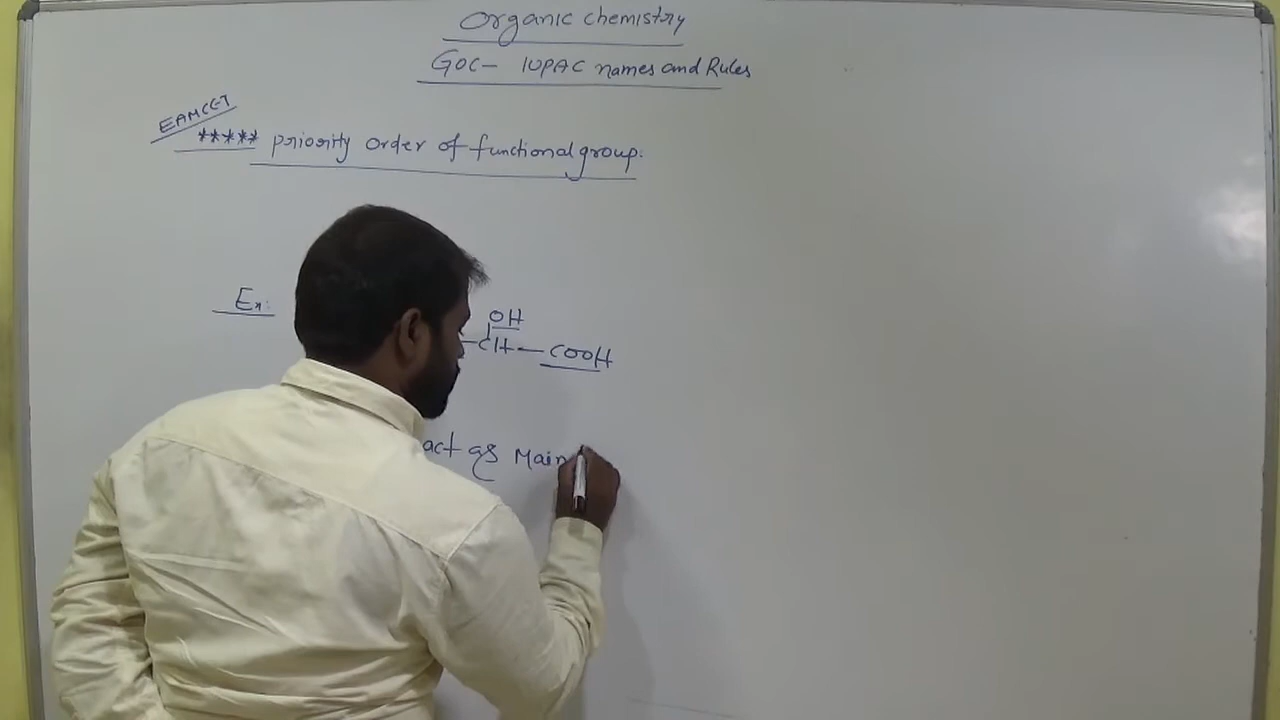 Organic chemistry
GOC- IUPAC names and Rules
EAMCET
***** priority order of functional group.
Ex:
OH
-CH-COOH
act as Main